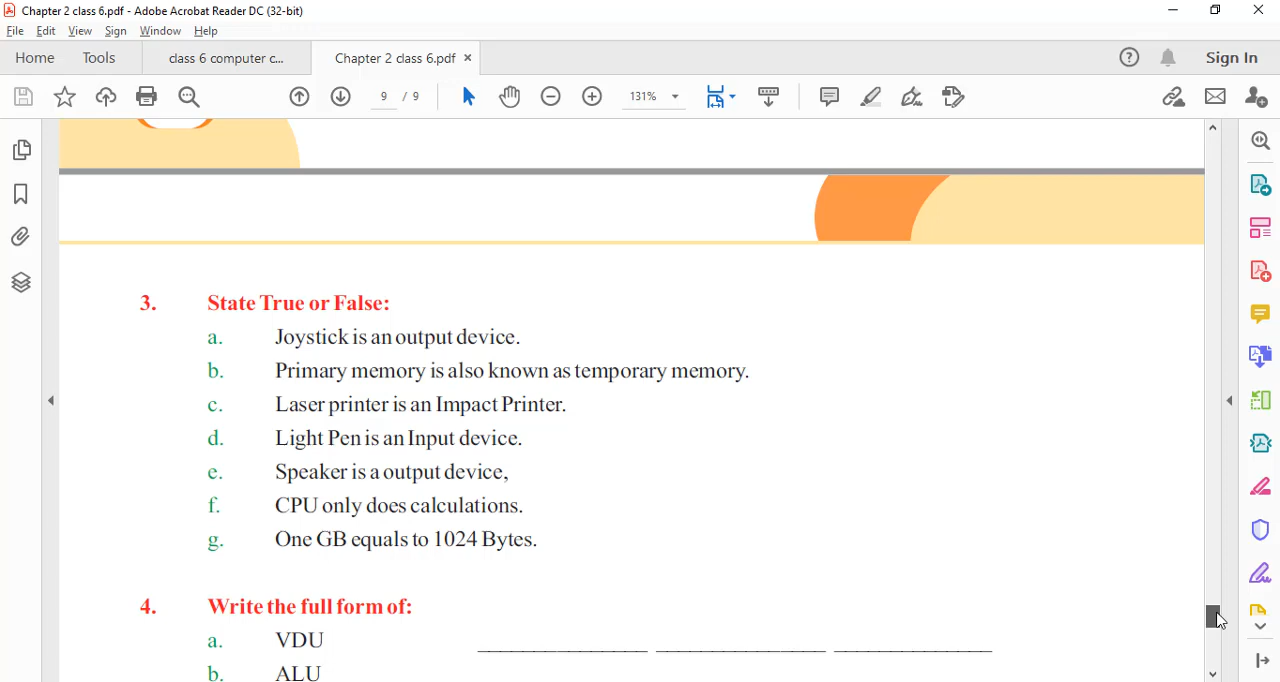 Chapter 2 class 6.pdf - Adobe Acrobat Reader DC (32-bit)
File Edit View Sign Window Help
Home Tools class 6 computer c... Chapter 2 class 6.pdf × Sign In
9 / 9 131%
3. State True or False:
a. Joystick is an output device.
b. Primary memory is also known as temporary memory.
c. Laser printer is an Impact Printer.
d. Light Pen is an Input device.
e. Speaker is a output device,
f. CPU only does calculations.
g. One GB equals to 1024 Bytes.
4. Write the full form of:
a. VDU
b. ALU